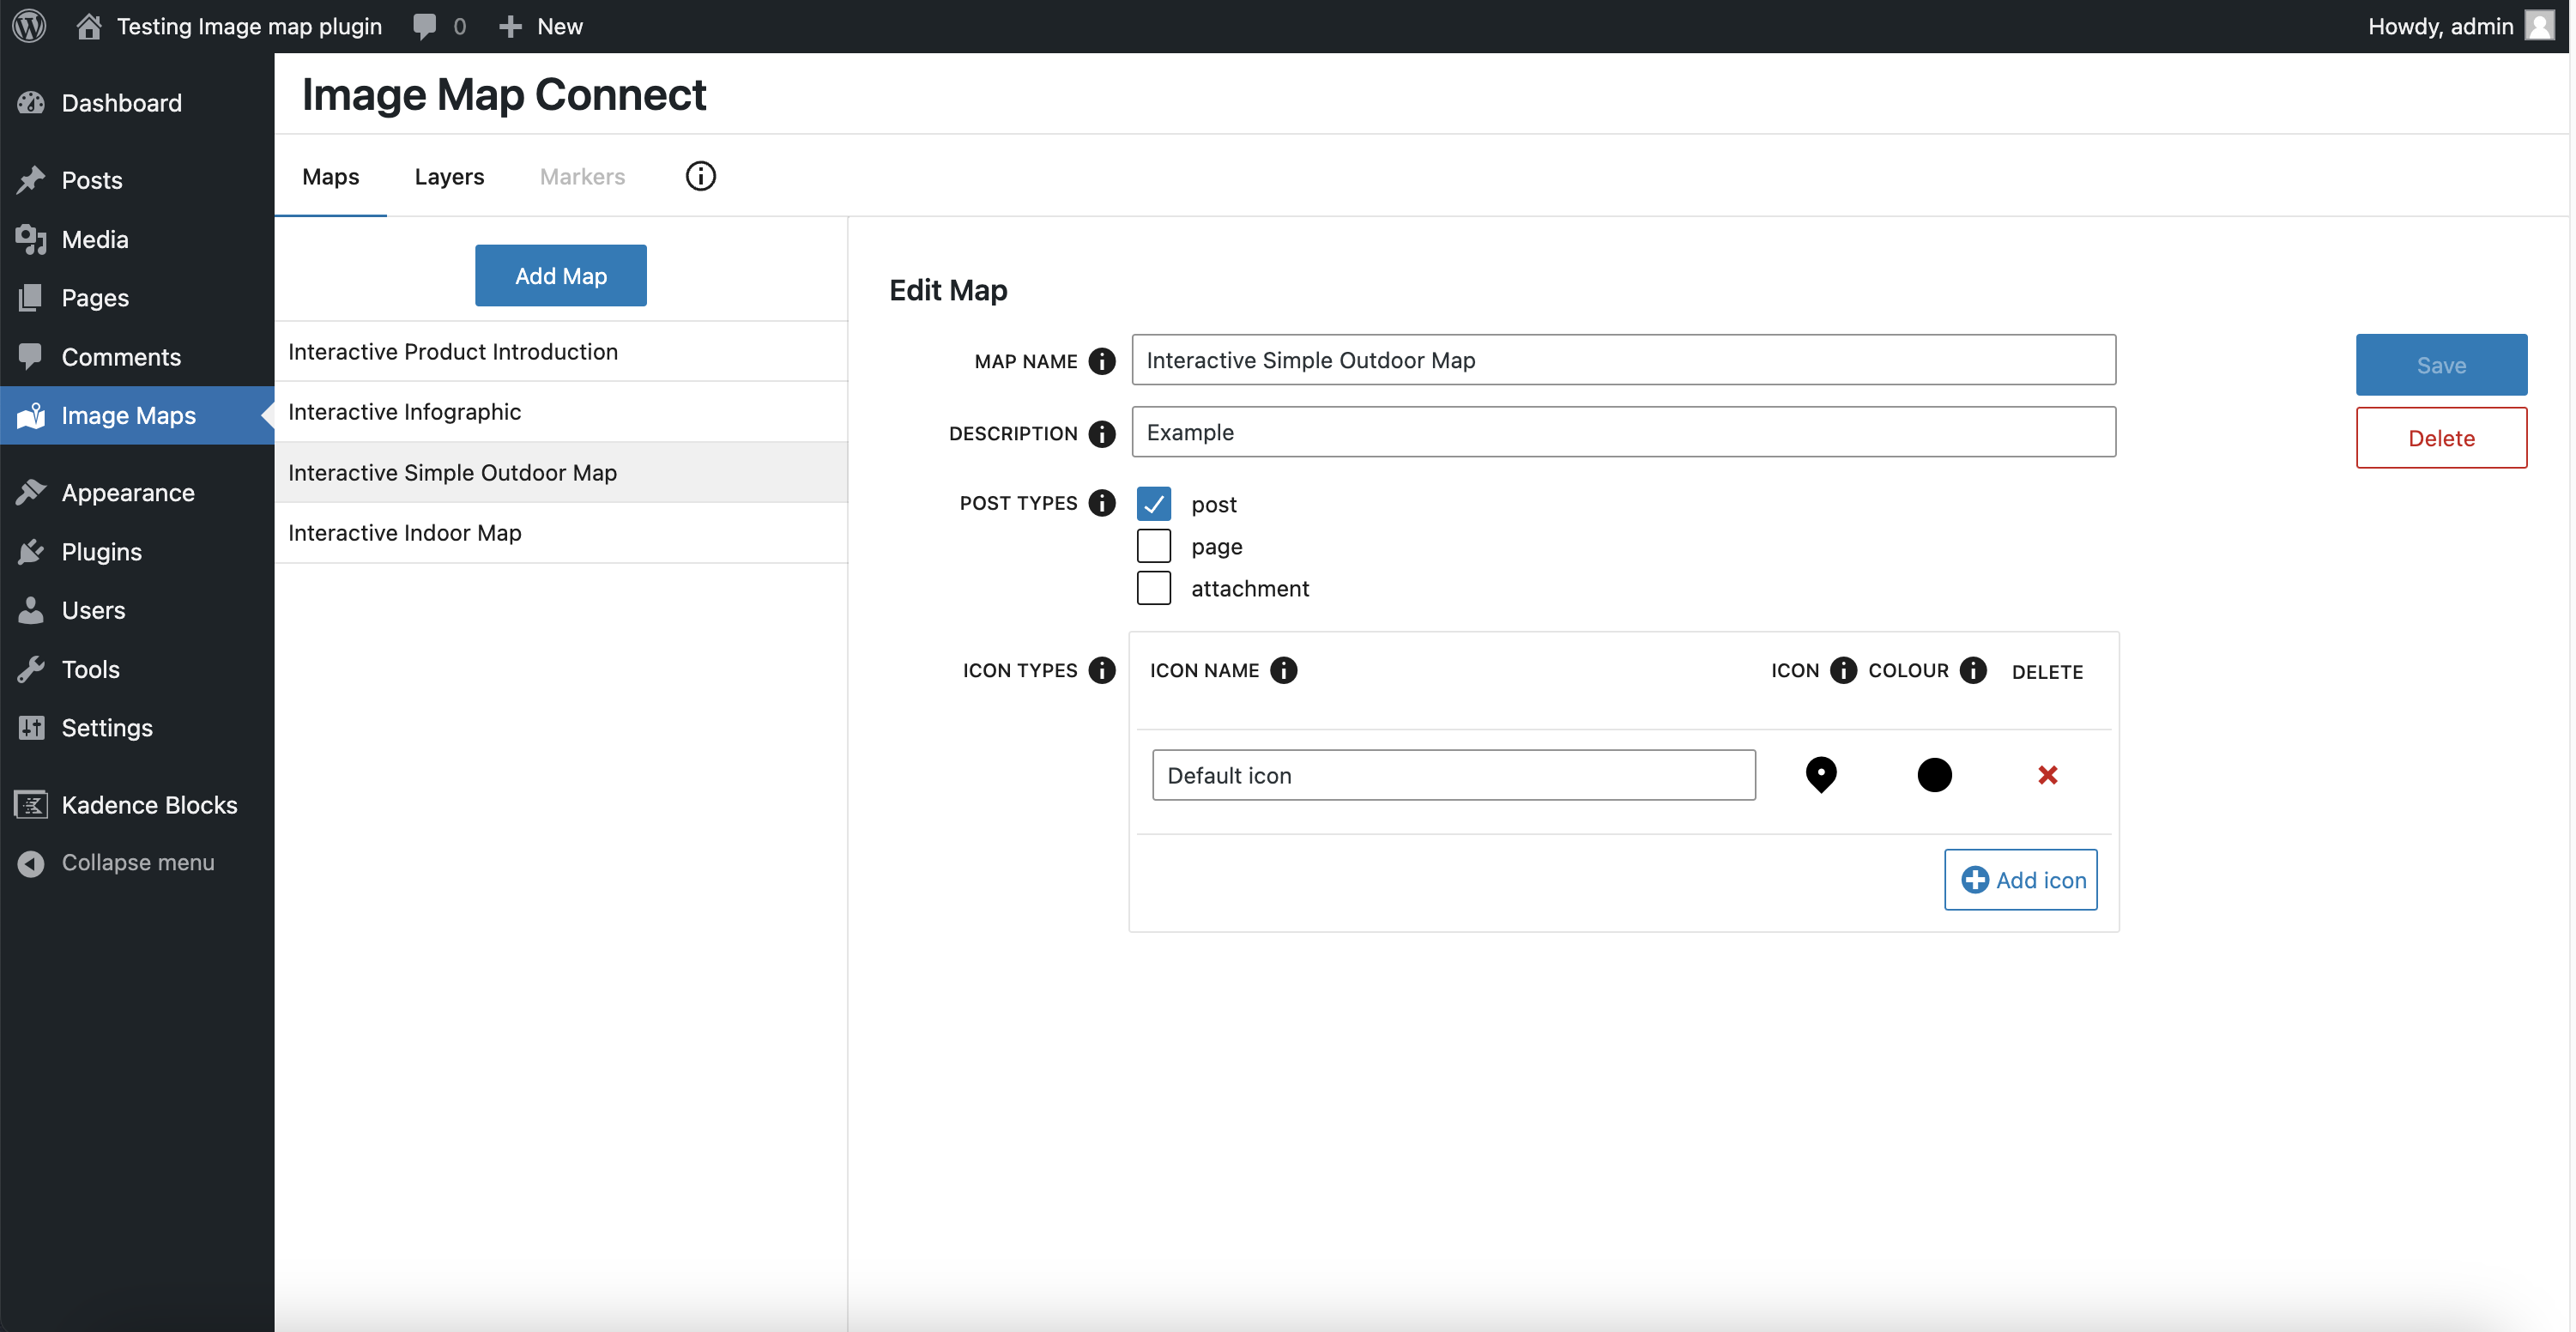 Testing Image map plugin 0 New Howdy, admin
Dashboard
Posts
Media
Pages
Comments
Image Maps
Appearance
Plugins
Users
Tools
Settings
Kadence Blocks
Collapse menu
Image Map Connect
Maps Layers Markers
Add Map
Interactive Product Introduction
Interactive Infographic
Interactive Simple Outdoor Map
Interactive Indoor Map
Edit Map
MAP NAME Interactive Simple Outdoor Map
DESCRIPTION Example
POST TYPES post
page
attachment
ICON TYPES ICON NAME ICON COLOUR DELETE
Default icon
Add icon
Save
Delete